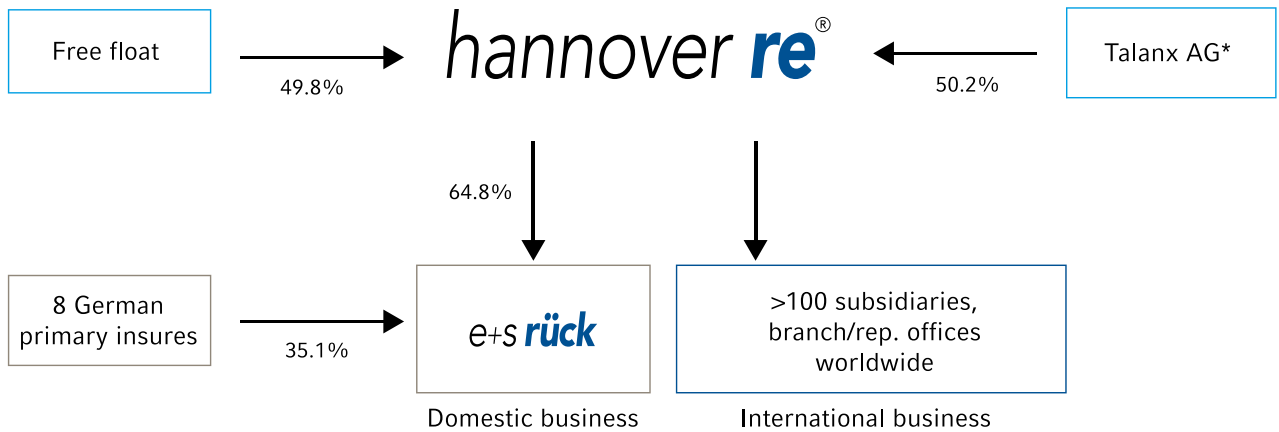 Free float
49.8%
hannover re®
50.2%
Talanx AG*
64.8%
8 German
primary insures
35.1%
e+s rück
>100 subsidiaries,
branch/rep. offices
worldwide
Domestic business
International business